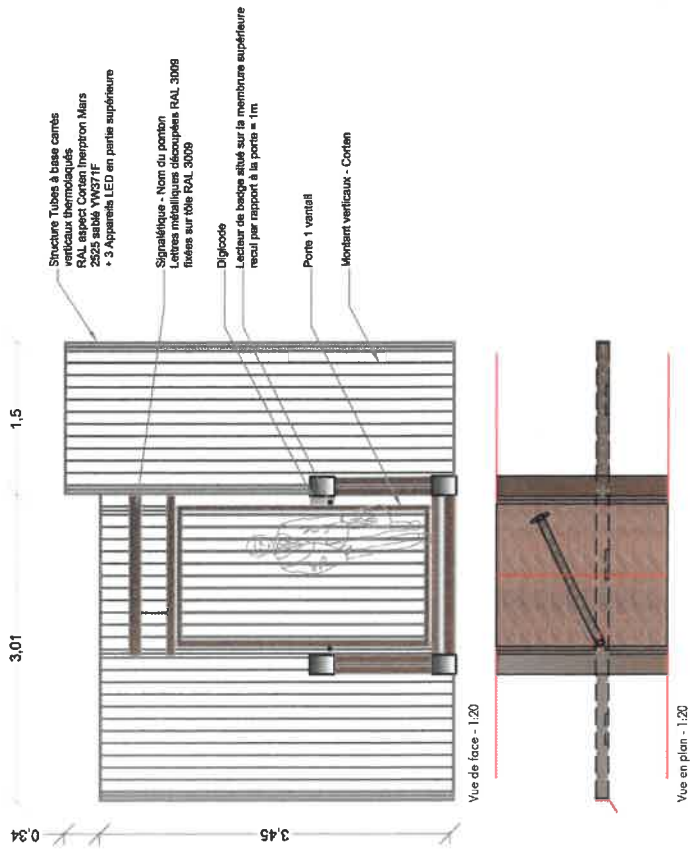 Structure Tubes à base carrés
verticaux thermolaqués
RAL aspect Corten Inerptron Mars
2525 sablé YW371F
+ 3 Appareils LED en partie supérieure
Signalétique - Nom du ponton
Lettres métalliques découpées RAL 3009
fixées sur tôle RAL 3009
Digicode
Lecteur de badge situé sur la membrure supérieure
recul par rapport à la porte = 1m
Porte 1 vantail
Montant verticaux - Corten
1,5
3,01
0,34
3,45
Vue de face - 1:20
Vue en plan - 1:20